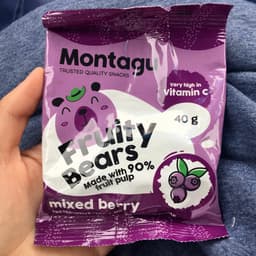 Montagu
TRUSTED QUALITY SNACKS
very high in
Vitamin C
40 g
Fruity
Bears
Made with 90%
fruit pulp
mixed berry